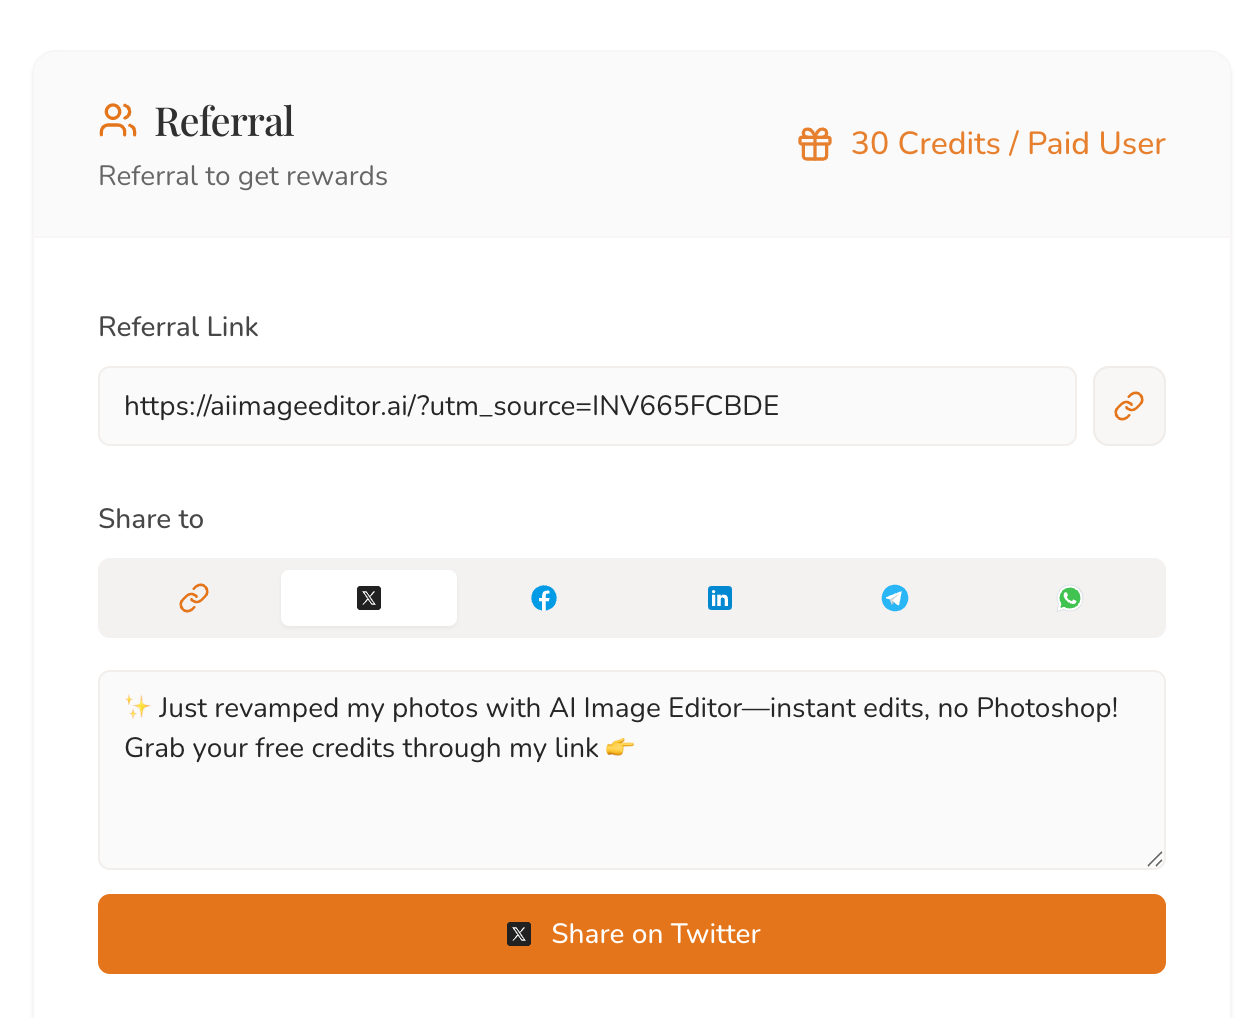 Referral
Referral to get rewards
30 Credits / Paid User
Referral Link
https://aiimageeditor.ai/?utm_source=INV665FCBDE
Share to
✨ Just revamped my photos with AI Image Editor—instant edits, no Photoshop!
Grab your free credits through my link 👉
Share on Twitter